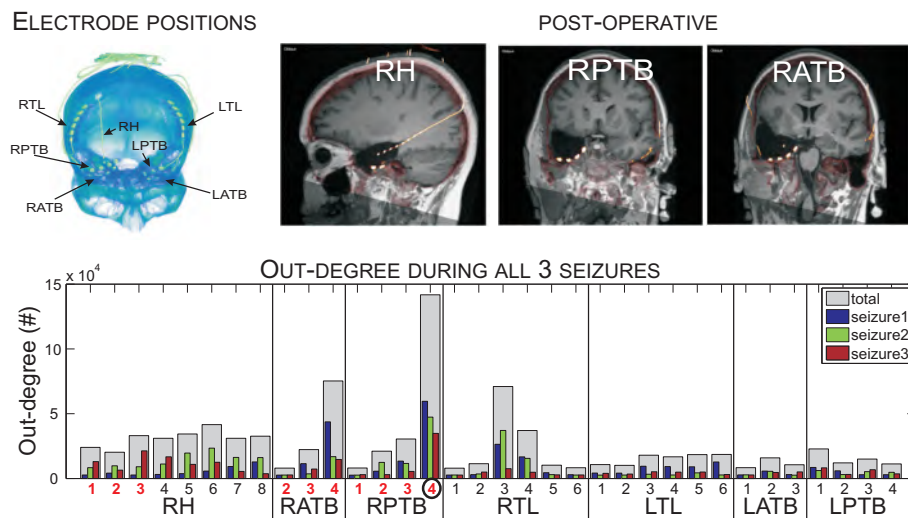 ELECTRODE POSITIONS
POST-OPERATIVE
RTL
LTL
RH
LPTB
RPTB
RATB
LATB
RH
RPTB
RATB
OUT-DEGREE DURING ALL 3 SEIZURES
15 x 10⁴
10
5
0
Out-degree (#)
total
seizure1
seizure2
seizure3
1 2 3 4 5 6 7 8 2 3 4 1 2 3 4 1 2 3 4 5 6 1 2 3 4 5 6 1 2 3 1 2 3 4
RH RATB RPTB RTL LTL LATB LPTB